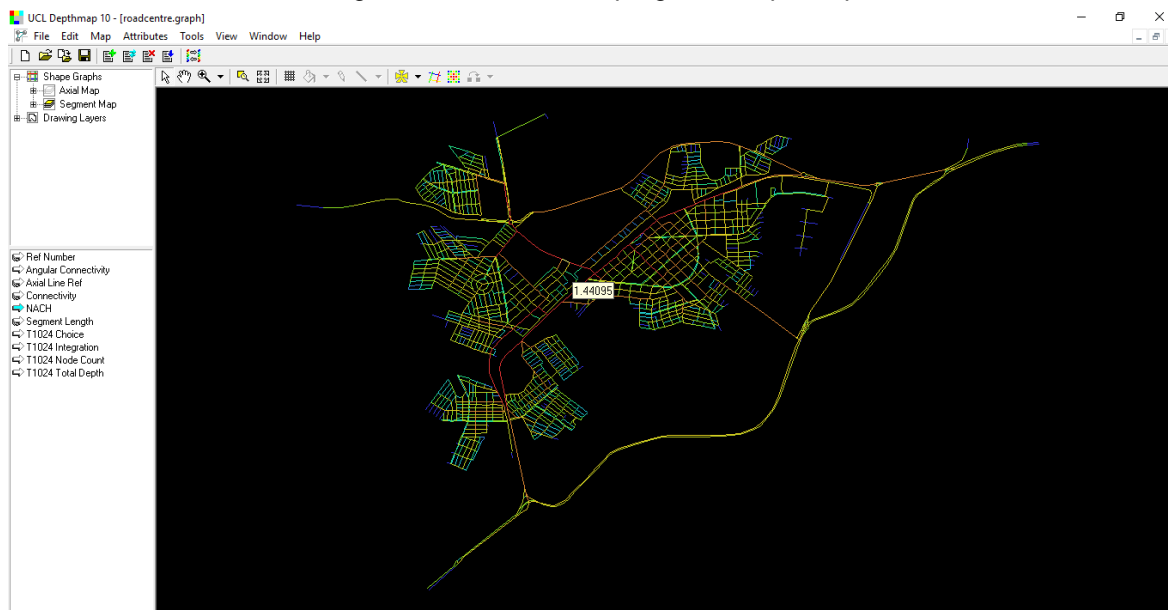 UCL Depthmap 10 - [roadcentre.graph]
File Edit Map Attributes Tools View Window Help
Shape Graphs
Axial Map
Segment Map
Drawing Layers
Ref Number
Angular Connectivity
Axial Line Ref
Connectivity
NACH
Segment Length
T1024 Choice
T1024 Integration
T1024 Node Count
T1024 Total Depth
1.44095